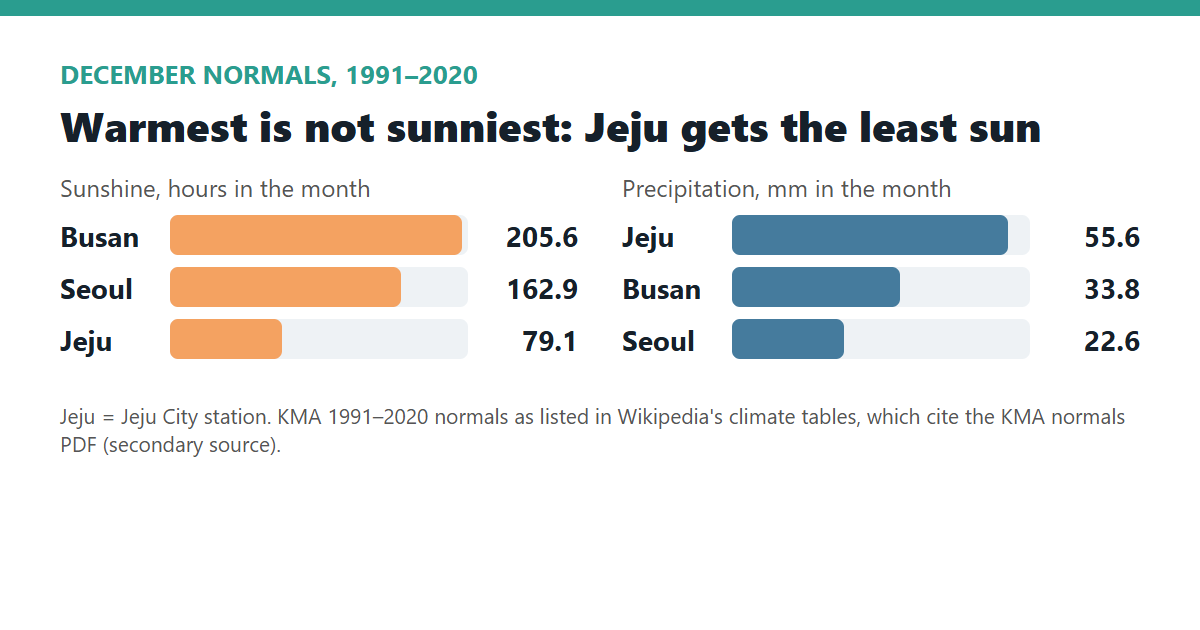 DECEMBER NORMALS, 1991–2020
Warmest is not sunniest: Jeju gets the least sun
Sunshine, hours in the month
Busan 205.6
Seoul 162.9
Jeju 79.1
Precipitation, mm in the month
Jeju 55.6
Busan 33.8
Seoul 22.6
Jeju = Jeju City station. KMA 1991–2020 normals as listed in Wikipedia's climate tables, which cite the KMA normals
PDF (secondary source).